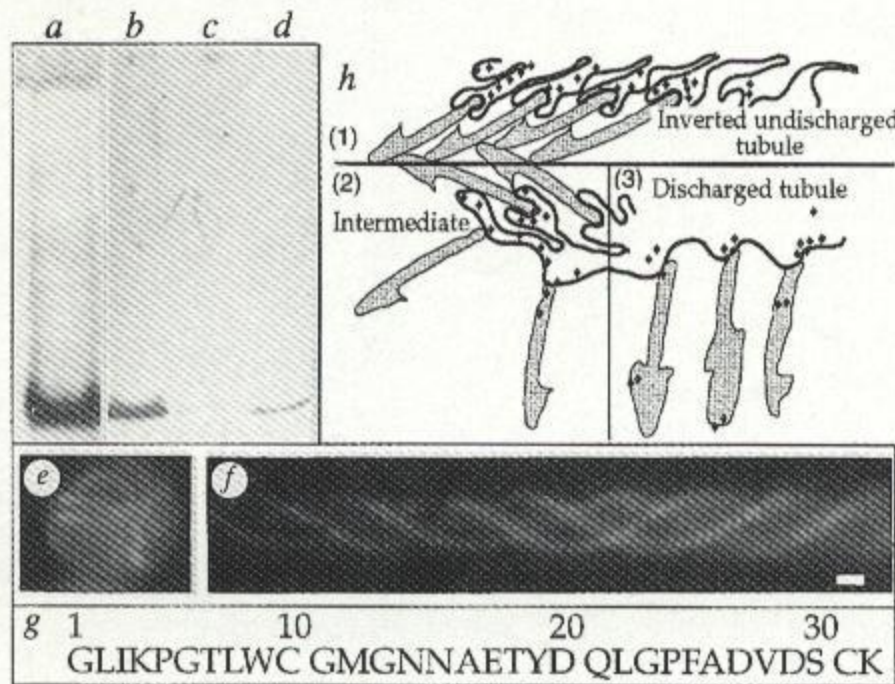 a b c d
h
Inverted undischarged
tubule
(1)
(2)
(3)
Discharged tubule
Intermediate
e
f
g 1 10 20 30
GLIKPGTLWC GMGNNAETYD QLGPFADVDS CK